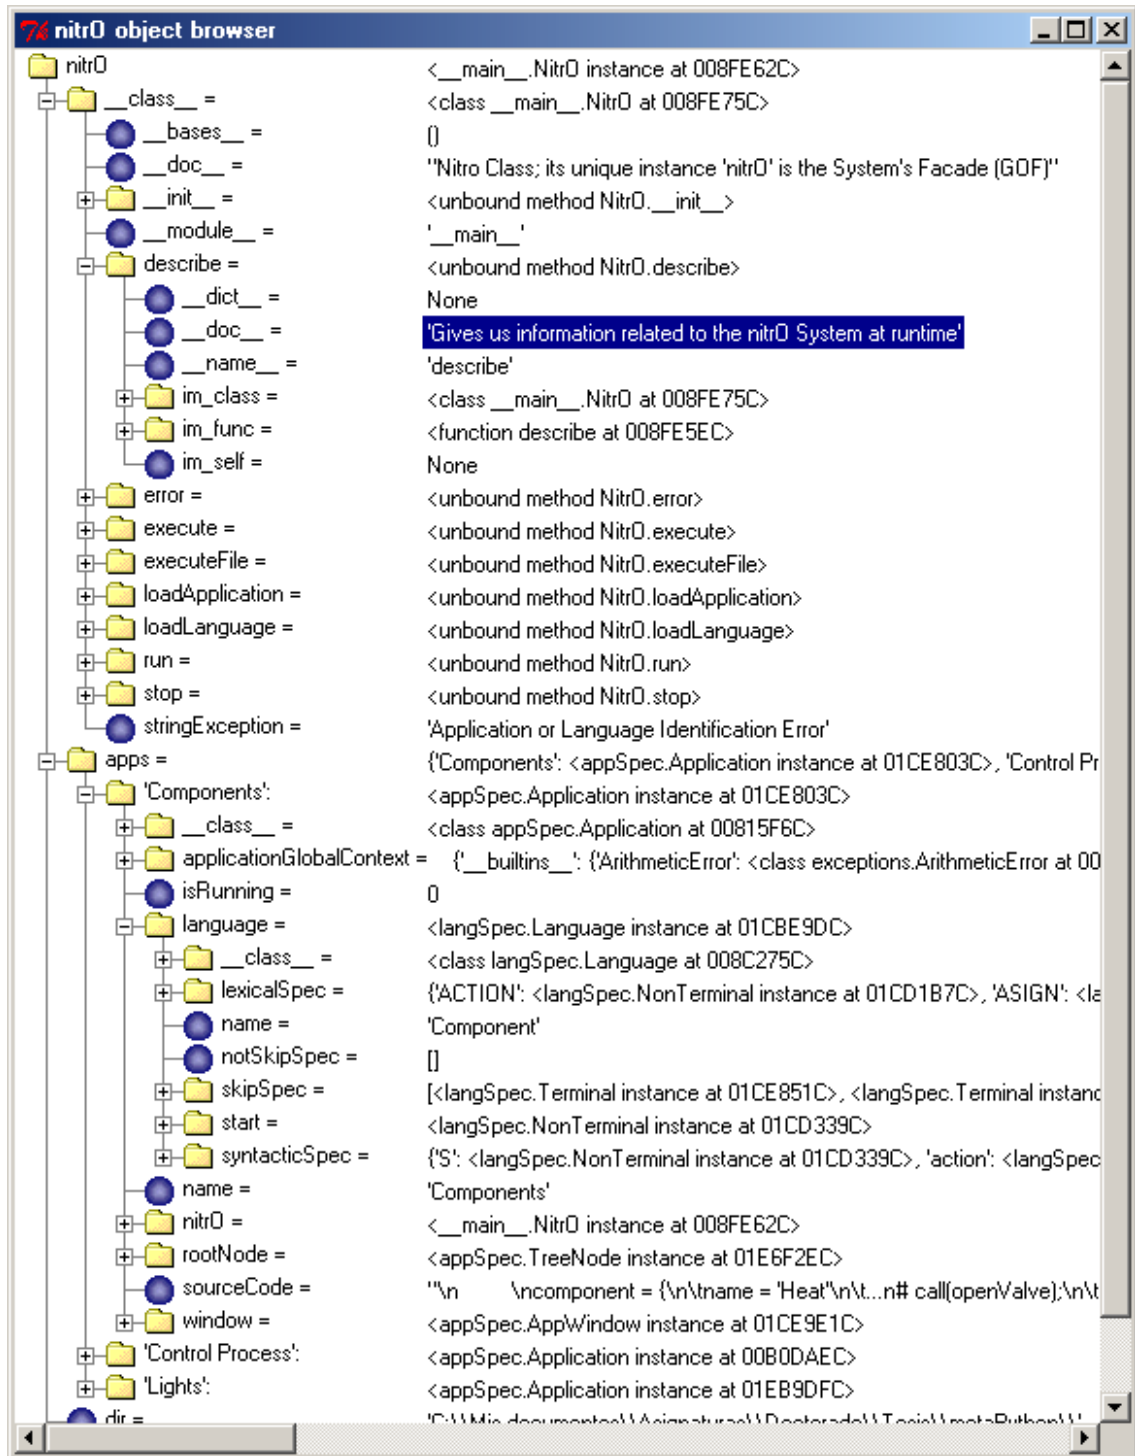 nitrO object browser
nitrO <__main__.NitrO instance at 008FE62C>
__class__ = <class __main__.NitrO at 008FE75C>
__bases__ = ()
__doc__ = "Nitro Class; its unique instance 'nitrO' is the System's Facade (GOF)"
__init__ = <unbound method NitrO.__init__>
__module__ = '__main__'
describe = <unbound method NitrO.describe>
__dict__ = None
__doc__ = 'Gives us information related to the nitrO System at runtime'
__name__ = 'describe'
im_class = <class __main__.NitrO at 008FE75C>
im_func = <function describe at 008FE5EC>
im_self = None
error = <unbound method NitrO.error>
execute = <unbound method NitrO.execute>
executeFile = <unbound method NitrO.executeFile>
loadApplication = <unbound method NitrO.loadApplication>
loadLanguage = <unbound method NitrO.loadLanguage>
run = <unbound method NitrO.run>
stop = <unbound method NitrO.stop>
stringException = 'Application or Language Identification Error'
apps = {'Components': <appSpec.Application instance at 01CE803C>, 'Control Pr
'Components': <appSpec.Application instance at 01CE803C>
__class__ = <class appSpec.Application at 00815F6C>
applicationGlobalContext = {'__builtins__': {'ArithmeticError': <class exceptions.ArithmeticError at 00
isRunning = 0
language = <langSpec.Language instance at 01CBE9DC>
__class__ = <class langSpec.Language at 008C275C>
lexicalSpec = {'ACTION': <langSpec.NonTerminal instance at 01CD1B7C>, 'ASIGN': <la
name = 'Component'
notSkipSpec = []
skipSpec = [<langSpec.Terminal instance at 01CE851C>, <langSpec.Terminal instanc
start = <langSpec.NonTerminal instance at 01CD339C>
syntacticSpec = {'S': <langSpec.NonTerminal instance at 01CD339C>, 'action': <langSpec
name = 'Components'
nitrO = <__main__.NitrO instance at 008FE62C>
rootNode = <appSpec.TreeNode instance at 01E6F2EC>
sourceCode = "'\n \ncomponent = {\n\tname = 'Heat'\n\t...n# call(openValve);\n\t
window = <appSpec.AppWindow instance at 01CE9E1C>
'Control Process': <appSpec.Application instance at 00B0DAEC>
'Lights': <appSpec.Application instance at 01EB9DFC>
dir = 'C:\\Mis documentos\\Asignaturas\\Doctorado\\Tesis\\metaPython\\'